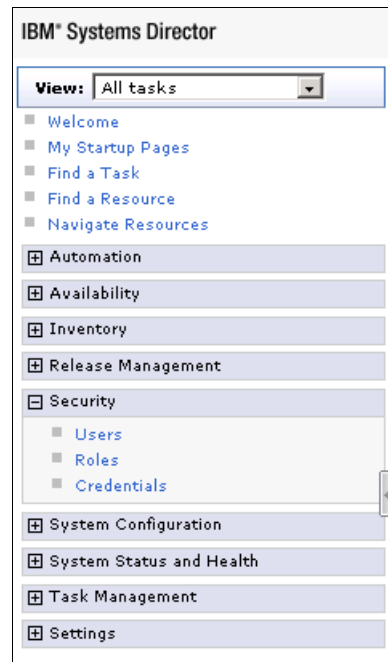 IBM® Systems Director
View: All tasks
Welcome
My Startup Pages
Find a Task
Find a Resource
Navigate Resources
Automation
Availability
Inventory
Release Management
Security
Users
Roles
Credentials
System Configuration
System Status and Health
Task Management
Settings